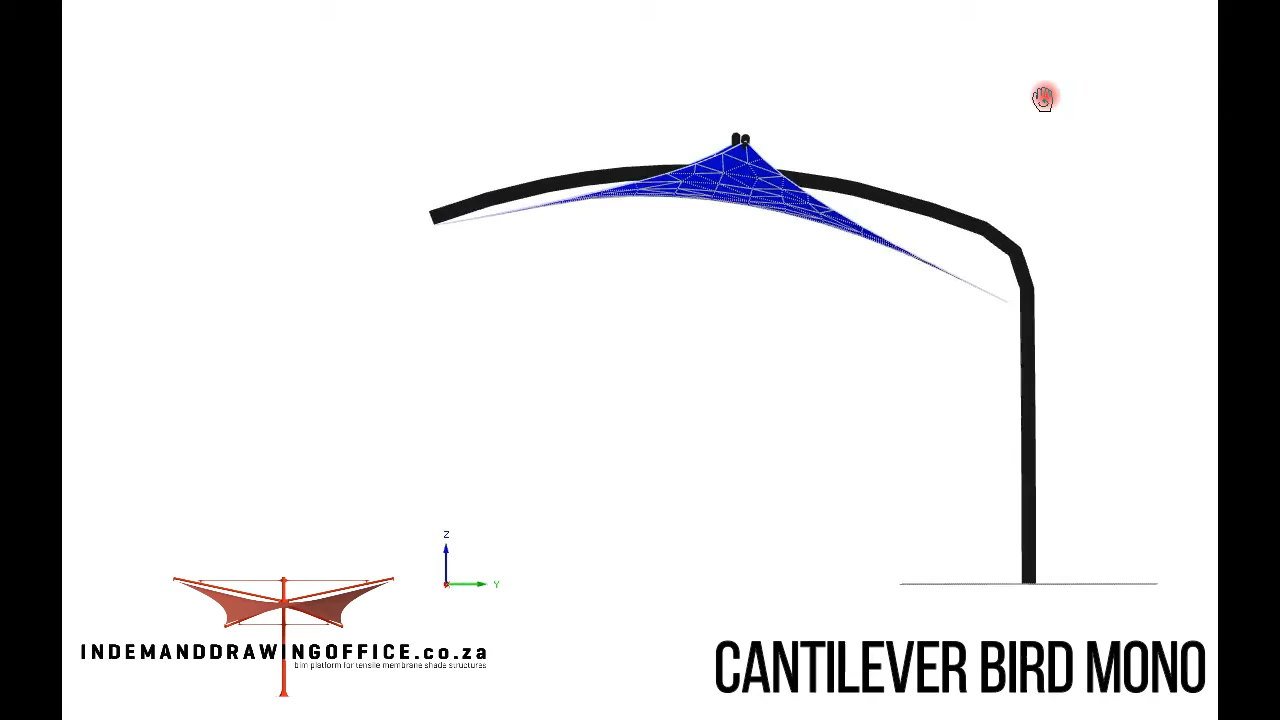 Z
Y
INDEMANDDRAWINGOFFICE.co.za
bim platform for tensile membrane shade structures
CANTILEVER BIRD MONO